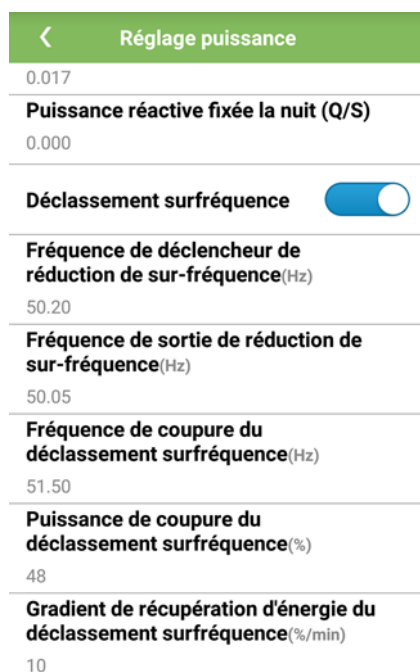 Réglage puissance
0.017
Puissance réactive fixée la nuit (Q/S)
0.000
Déclassement surfréquence
Fréquence de déclencheur de
réduction de sur-fréquence(Hz)
50.20
Fréquence de sortie de réduction de
sur-fréquence(Hz)
50.05
Fréquence de coupure du
déclassement surfréquence(Hz)
51.50
Puissance de coupure du
déclassement surfréquence(%)
48
Gradient de récupération d'énergie du
déclassement surfréquence(%/min)
10